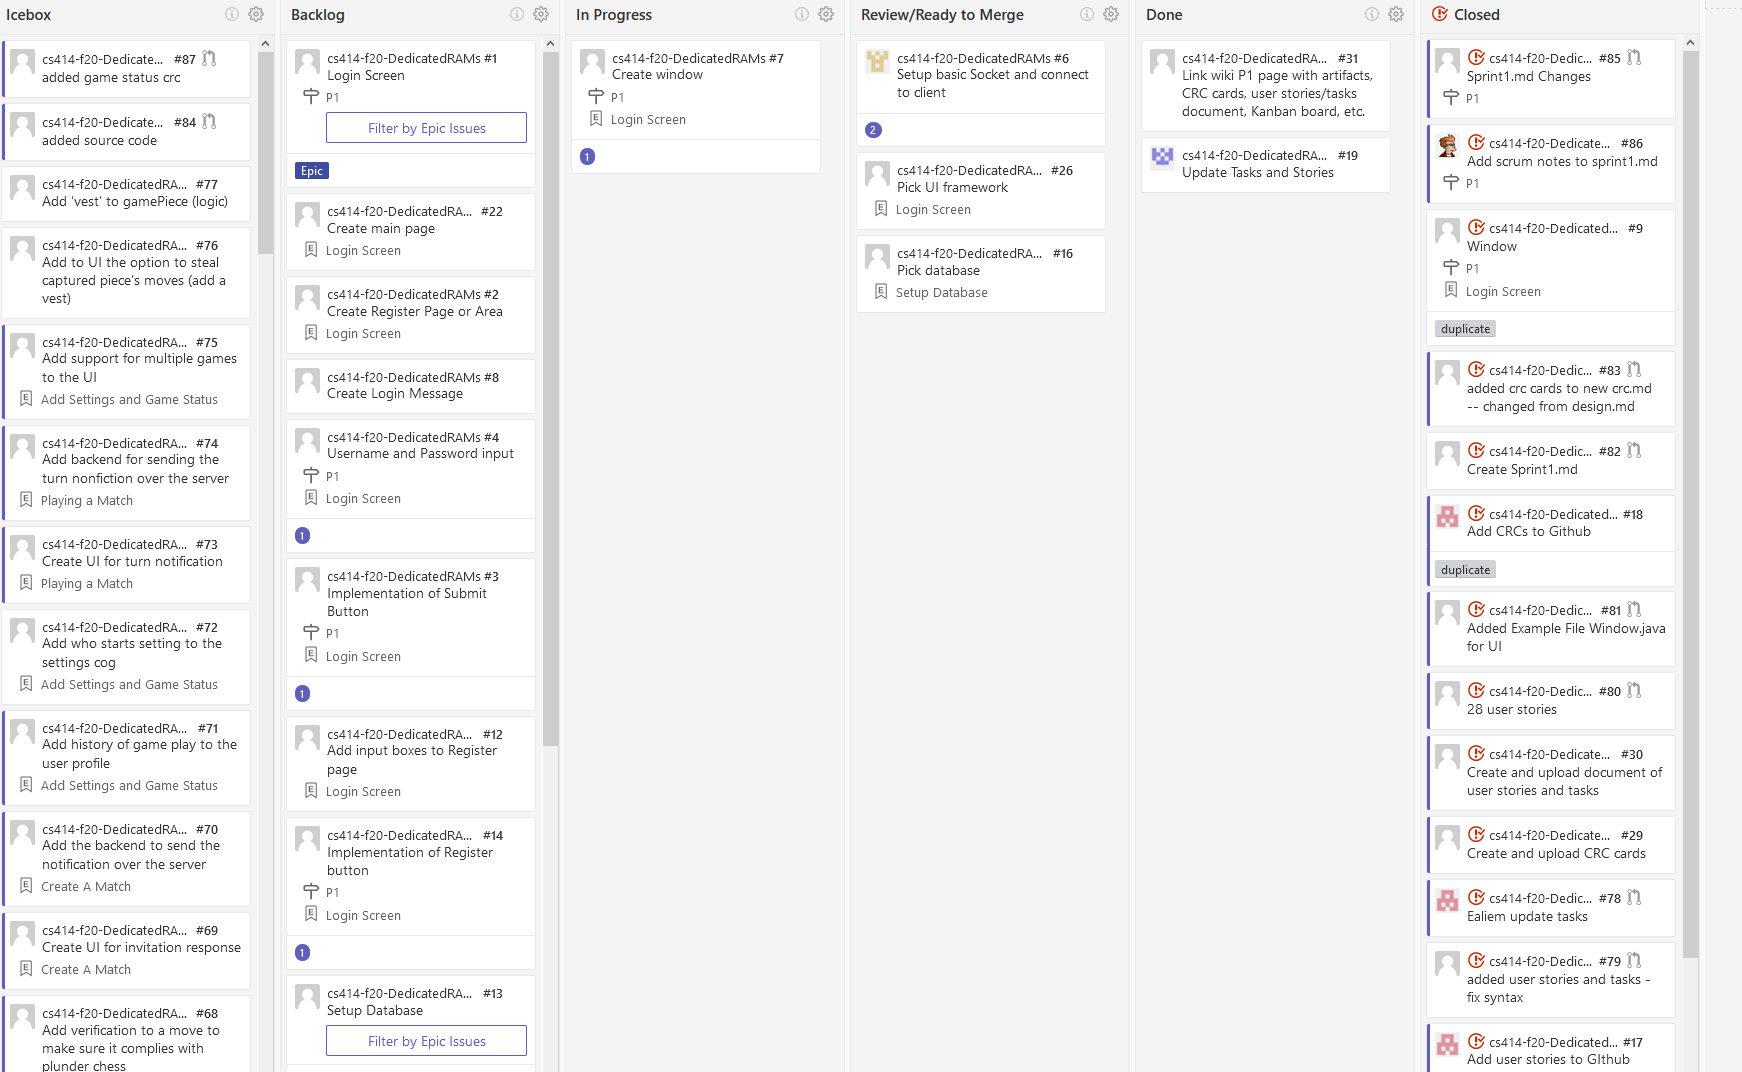 Icebox
cs414-f20-Dedicate... #87
added game status crc
cs414-f20-Dedicate... #84
added source code
cs414-f20-DedicatedRA... #77
Add 'vest' to gamePiece (logic)
cs414-f20-DedicatedRA... #76
Add to UI the option to steal
captured piece's moves (add a
vest)
cs414-f20-DedicatedRA... #75
Add support for multiple games
to the UI
Add Settings and Game Status
cs414-f20-DedicatedRA... #74
Add backend for sending the
turn nonfiction over the server
Playing a Match
cs414-f20-DedicatedRA... #73
Create UI for turn notification
Playing a Match
cs414-f20-DedicatedRA... #72
Add who starts setting to the
settings cog
Add Settings and Game Status
cs414-f20-DedicatedRA... #71
Add history of game play to the
user profile
Add Settings and Game Status
cs414-f20-DedicatedRA... #70
Add the backend to send the
notification over the server
Create A Match
cs414-f20-DedicatedRA... #69
Create UI for invitation response
Create A Match
cs414-f20-DedicatedRA... #68
Add verification to a move to
make sure it complies with
plunder chess
Backlog
cs414-f20-DedicatedRAMs #1
Login Screen
P1
Filter by Epic Issues
Epic
cs414-f20-DedicatedRA... #22
Create main page
Login Screen
cs414-f20-DedicatedRAMs #2
Create Register Page or Area
Login Screen
cs414-f20-DedicatedRAMs #8
Create Login Message
cs414-f20-DedicatedRAMs #4
Username and Password input
P1
Login Screen
1
cs414-f20-DedicatedRAMs #3
Implementation of Submit
Button
P1
Login Screen
1
cs414-f20-DedicatedRA... #12
Add input boxes to Register
page
Login Screen
cs414-f20-DedicatedRA... #14
Implementation of Register
button
P1
Login Screen
1
cs414-f20-DedicatedRA... #13
Setup Database
Filter by Epic Issues
In Progress
cs414-f20-DedicatedRAMs #7
Create window
P1
Login Screen
1
Review/Ready to Merge
cs414-f20-DedicatedRAMs #6
Setup basic Socket and connect
to client
2
cs414-f20-DedicatedRA... #26
Pick UI framework
Login Screen
cs414-f20-DedicatedRA... #16
Pick database
Setup Database
Done
cs414-f20-DedicatedRA... #31
Link wiki P1 page with artifacts,
CRC cards, user stories/tasks
document, Kanban board, etc.
cs414-f20-DedicatedRA... #19
Update Tasks and Stories
Closed
cs414-f20-Dedic... #85
Sprint1.md Changes
P1
cs414-f20-Dedicate... #86
Add scrum notes to sprint1.md
P1
cs414-f20-Dedicated... #9
Window
P1
Login Screen
duplicate
cs414-f20-Dedic... #83
added crc cards to new crc.md
-- changed from design.md
cs414-f20-Dedic... #82
Create Sprint1.md
cs414-f20-Dedicated... #18
Add CRCs to Github
duplicate
cs414-f20-Dedic... #81
Added Example File Window.java
for UI
cs414-f20-Dedic... #80
28 user stories
cs414-f20-Dedicate... #30
Create and upload document of
user stories and tasks
cs414-f20-Dedicate... #29
Create and upload CRC cards
cs414-f20-Dedic... #78
Ealiem update tasks
cs414-f20-Dedic... #79
added user stories and tasks -
fix syntax
cs414-f20-Dedicated... #17
Add user stories to GIthub